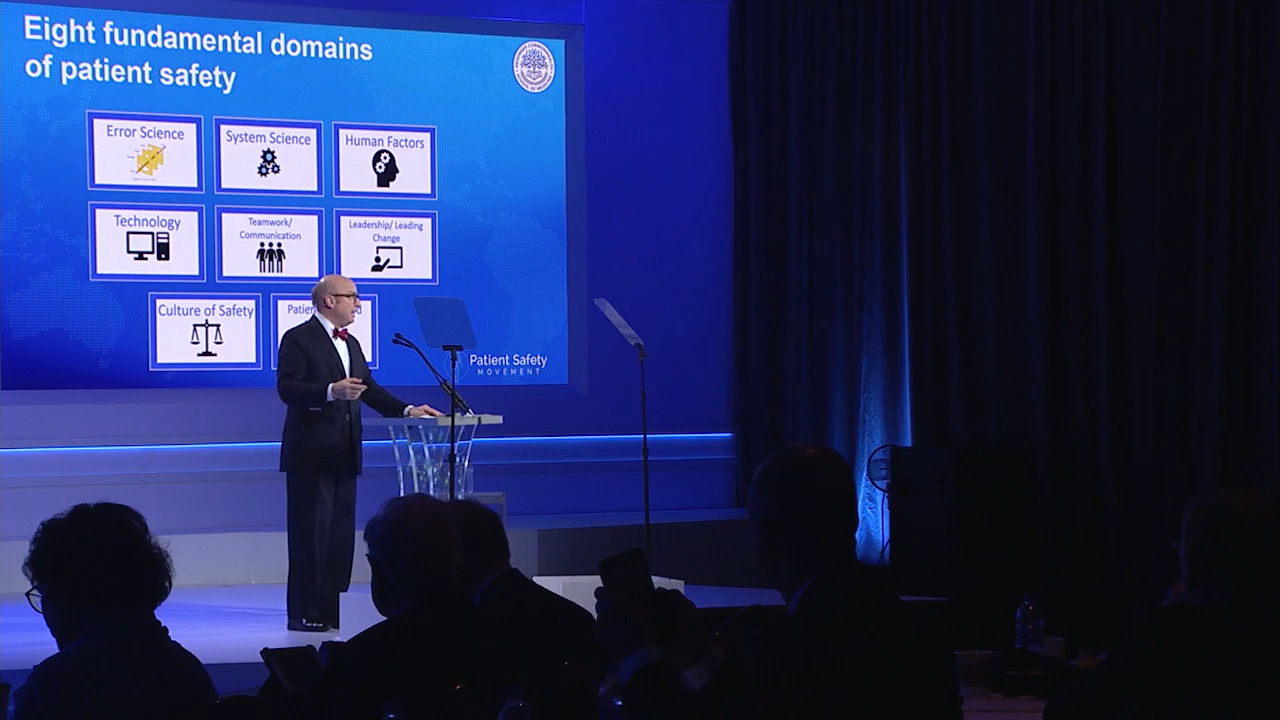 Eight fundamental domains
of patient safety
Error Science
System Science
Human Factors
Technology
Teamwork/
Communication
Leadership/ Leading
Change
Culture of Safety
Patient Safety
MOVEMENT